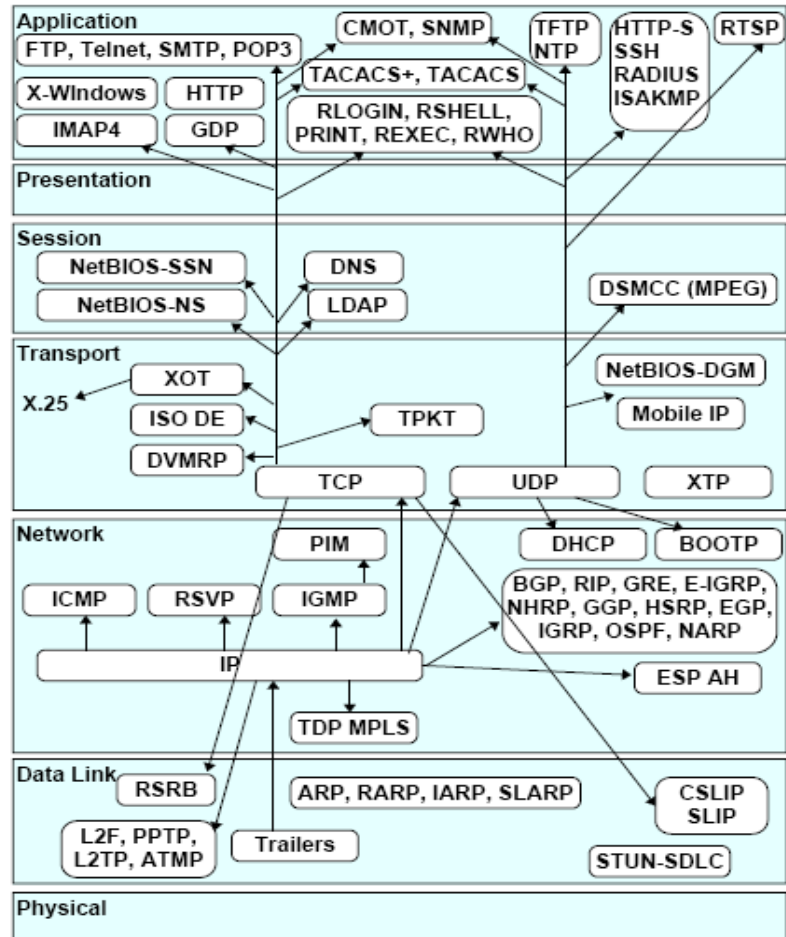 Application
FTP, Telnet, SMTP, POP3
CMOT, SNMP
TFTP
NTP
HTTP-S
SSH
RADIUS
ISAKMP
RTSP
TACACS+, TACACS
X-WIndows
HTTP
RLOGIN, RSHELL,
PRINT, REXEC, RWHO
IMAP4
GDP
Presentation
Session
NetBIOS-SSN
DNS
NetBIOS-NS
LDAP
DSMCC (MPEG)
Transport
XOT
X.25
NetBIOS-DGM
ISO DE
TPKT
Mobile IP
DVMRP
TCP
UDP
XTP
Network
PIM
DHCP
BOOTP
ICMP
RSVP
IGMP
BGP, RIP, GRE, E-IGRP,
NHRP, GGP, HSRP, EGP,
IGRP, OSPF, NARP
IP
ESP AH
TDP MPLS
Data Link
RSRB
ARP, RARP, IARP, SLARP
CSLIP
SLIP
L2F, PPTP,
L2TP, ATMP
Trailers
STUN-SDLC
Physical